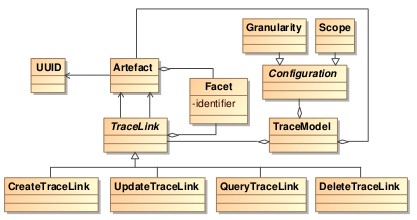 Granularity
Scope
UUID
Artefact
Configuration
Facet
-identifier
TraceLink
TraceModel
CreateTraceLink
UpdateTraceLink
QueryTraceLink
DeleteTraceLink